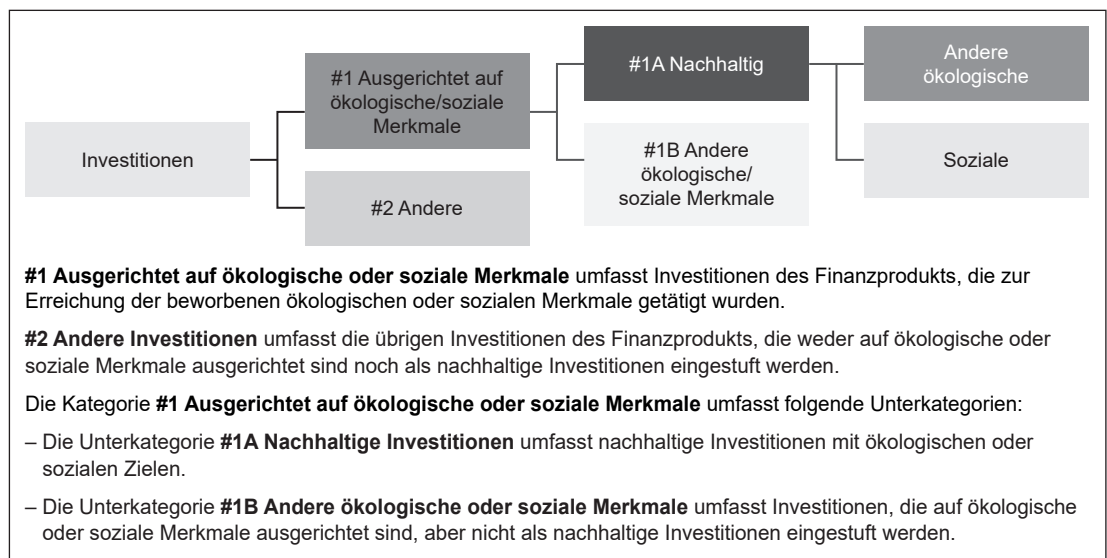 Investitionen
#1 Ausgerichtet auf
ökologische/soziale
Merkmale
#2 Andere
#1A Nachhaltig
#1B Andere
ökologische/
soziale Merkmale
Andere
ökologische
Soziale
#1 Ausgerichtet auf ökologische oder soziale Merkmale umfasst Investitionen des Finanzprodukts, die zur
Erreichung der beworbenen ökologischen oder sozialen Merkmale getätigt wurden.
#2 Andere Investitionen umfasst die übrigen Investitionen des Finanzprodukts, die weder auf ökologische oder
soziale Merkmale ausgerichtet sind noch als nachhaltige Investitionen eingestuft werden.
Die Kategorie #1 Ausgerichtet auf ökologische oder soziale Merkmale umfasst folgende Unterkategorien:
– Die Unterkategorie #1A Nachhaltige Investitionen umfasst nachhaltige Investitionen mit ökologischen oder
sozialen Zielen.
– Die Unterkategorie #1B Andere ökologische oder soziale Merkmale umfasst Investitionen, die auf ökologische
oder soziale Merkmale ausgerichtet sind, aber nicht als nachhaltige Investitionen eingestuft werden.